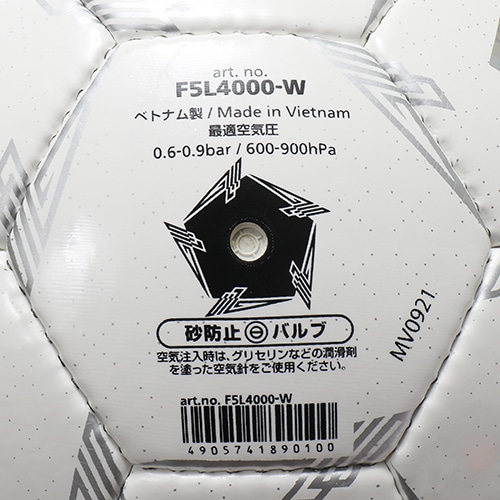 art. no.
F5L4000-W
ベトナム製 / Made in Vietnam
最適空気圧
0.6-0.9bar / 600-900hPa
砂防止 バルブ
空気注入時は、グリセリンなどの潤滑剤
を塗った空気針をご使用ください。
art.no. F5L4000-W
4905741890100
MV0921